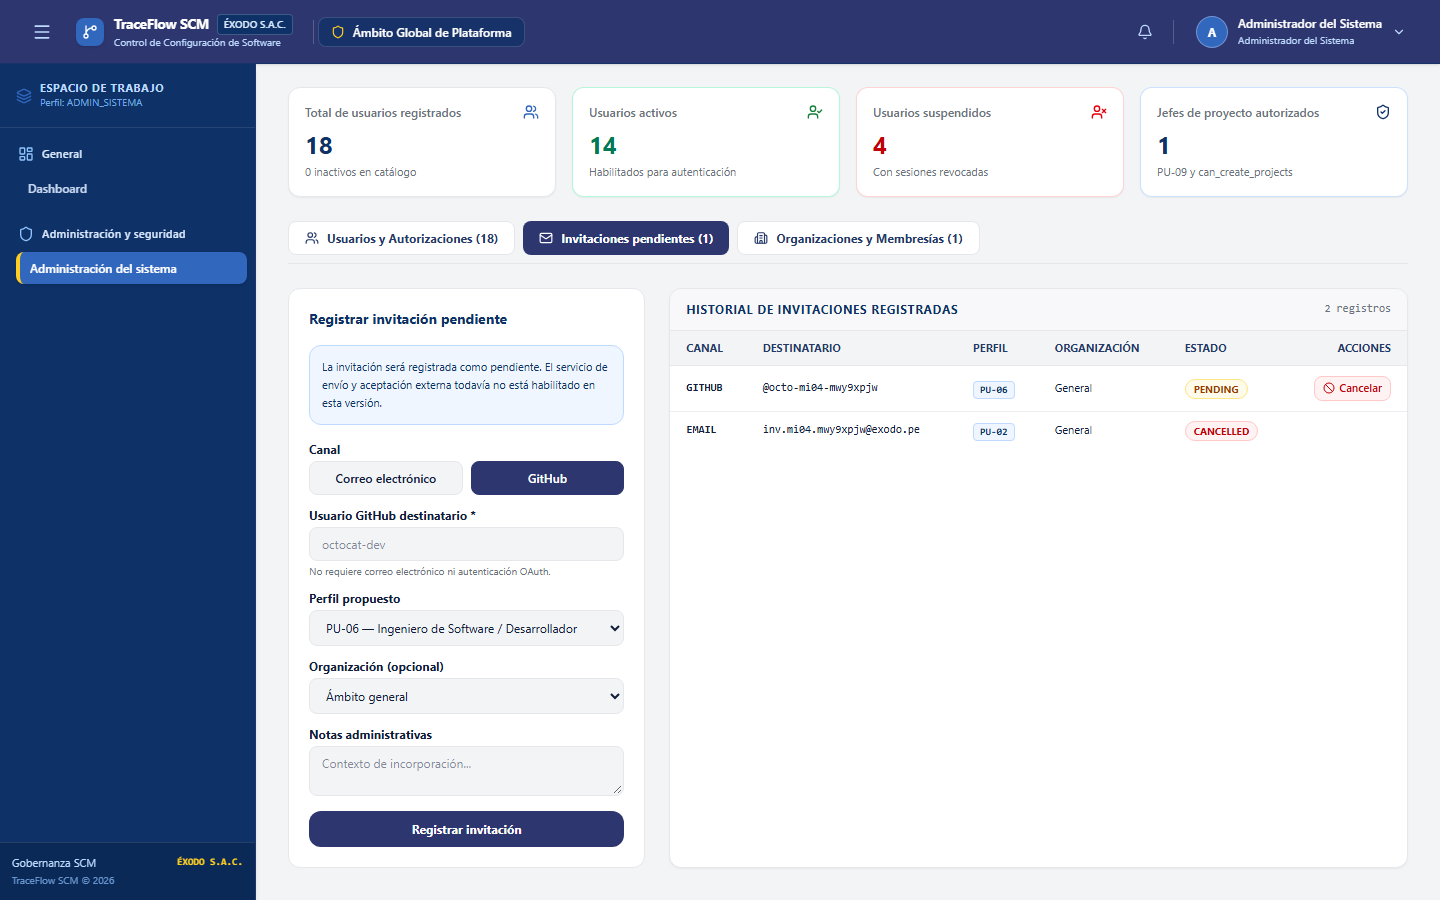 TraceFlow SCM
ÉXODO S.A.C.
Control de Configuración de Software
Ámbito Global de Plataforma
A
Administrador del Sistema
Administrador del Sistema
ESPACIO DE TRABAJO
Perfil: ADMIN_SISTEMA
General
Dashboard
Administración y seguridad
Administración del sistema
Gobernanza SCM
ÉXODO S.A.C.
TraceFlow SCM © 2026
Total de usuarios registrados
18
0 inactivos en catálogo
Usuarios activos
14
Habilitados para autenticación
Usuarios suspendidos
4
Con sesiones revocadas
Jefes de proyecto autorizados
1
PU-09 y can_create_projects
Usuarios y Autorizaciones (18)
Invitaciones pendientes (1)
Organizaciones y Membresías (1)
Registrar invitación pendiente
La invitación será registrada como pendiente. El servicio de
envío y aceptación externa todavía no está habilitado en
esta versión.
Canal
Correo electrónico
GitHub
Usuario GitHub destinatario *
octocat-dev
No requiere correo electrónico ni autenticación OAuth.
Perfil propuesto
PU-06 — Ingeniero de Software / Desarrollador
Organización (opcional)
Ámbito general
Notas administrativas
Contexto de incorporación...
Registrar invitación
HISTORIAL DE INVITACIONES REGISTRADAS
2 registros
CANAL DESTINATARIO PERFIL ORGANIZACIÓN ESTADO ACCIONES
GITHUB @octo-mi04-mwy9xpjw PU-06 General PENDING Cancelar
EMAIL inv.mi04.mwy9xpjw@exodo.pe PU-02 General CANCELLED